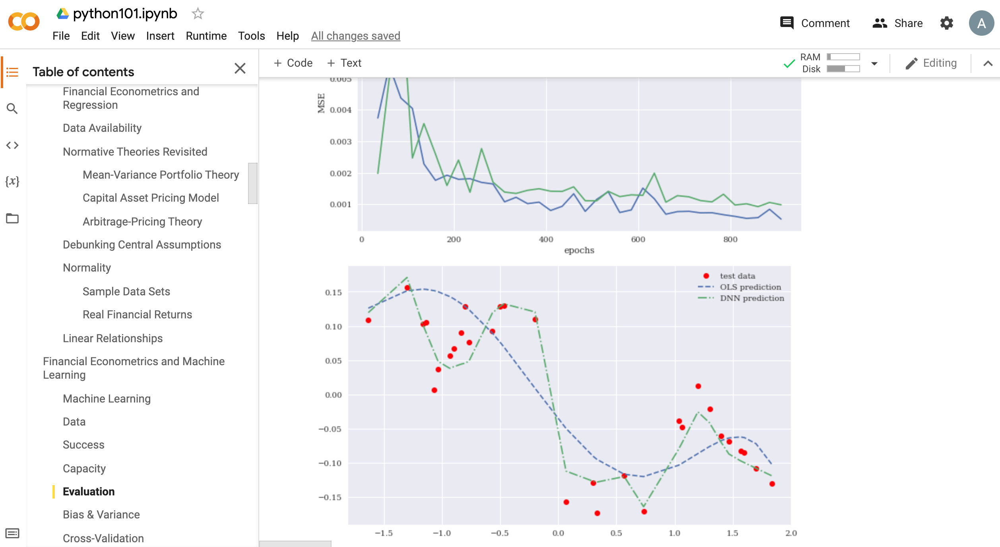 python101.ipynb
File Edit View Insert Runtime Tools Help All changes saved
Comment Share A
Table of contents
Financial Econometrics and
Regression
Data Availability
Normative Theories Revisited
Mean-Variance Portfolio Theory
Capital Asset Pricing Model
Arbitrage-Pricing Theory
Debunking Central Assumptions
Normality
Sample Data Sets
Real Financial Returns
Linear Relationships
Financial Econometrics and Machine
Learning
Machine Learning
Data
Success
Capacity
Evaluation
Bias & Variance
Cross-Validation
{x}
+ Code + Text
RAM
Disk
Editing
0.005
MSE
0.004
0.003
0.002
0.001
0 200 400 600 800
epochs
test data
OLS prediction
DNN prediction
0.15
0.10
0.05
0.00
−0.05
−0.10
−0.15
−1.5 −1.0 −0.5 0.0 0.5 1.0 1.5 2.0